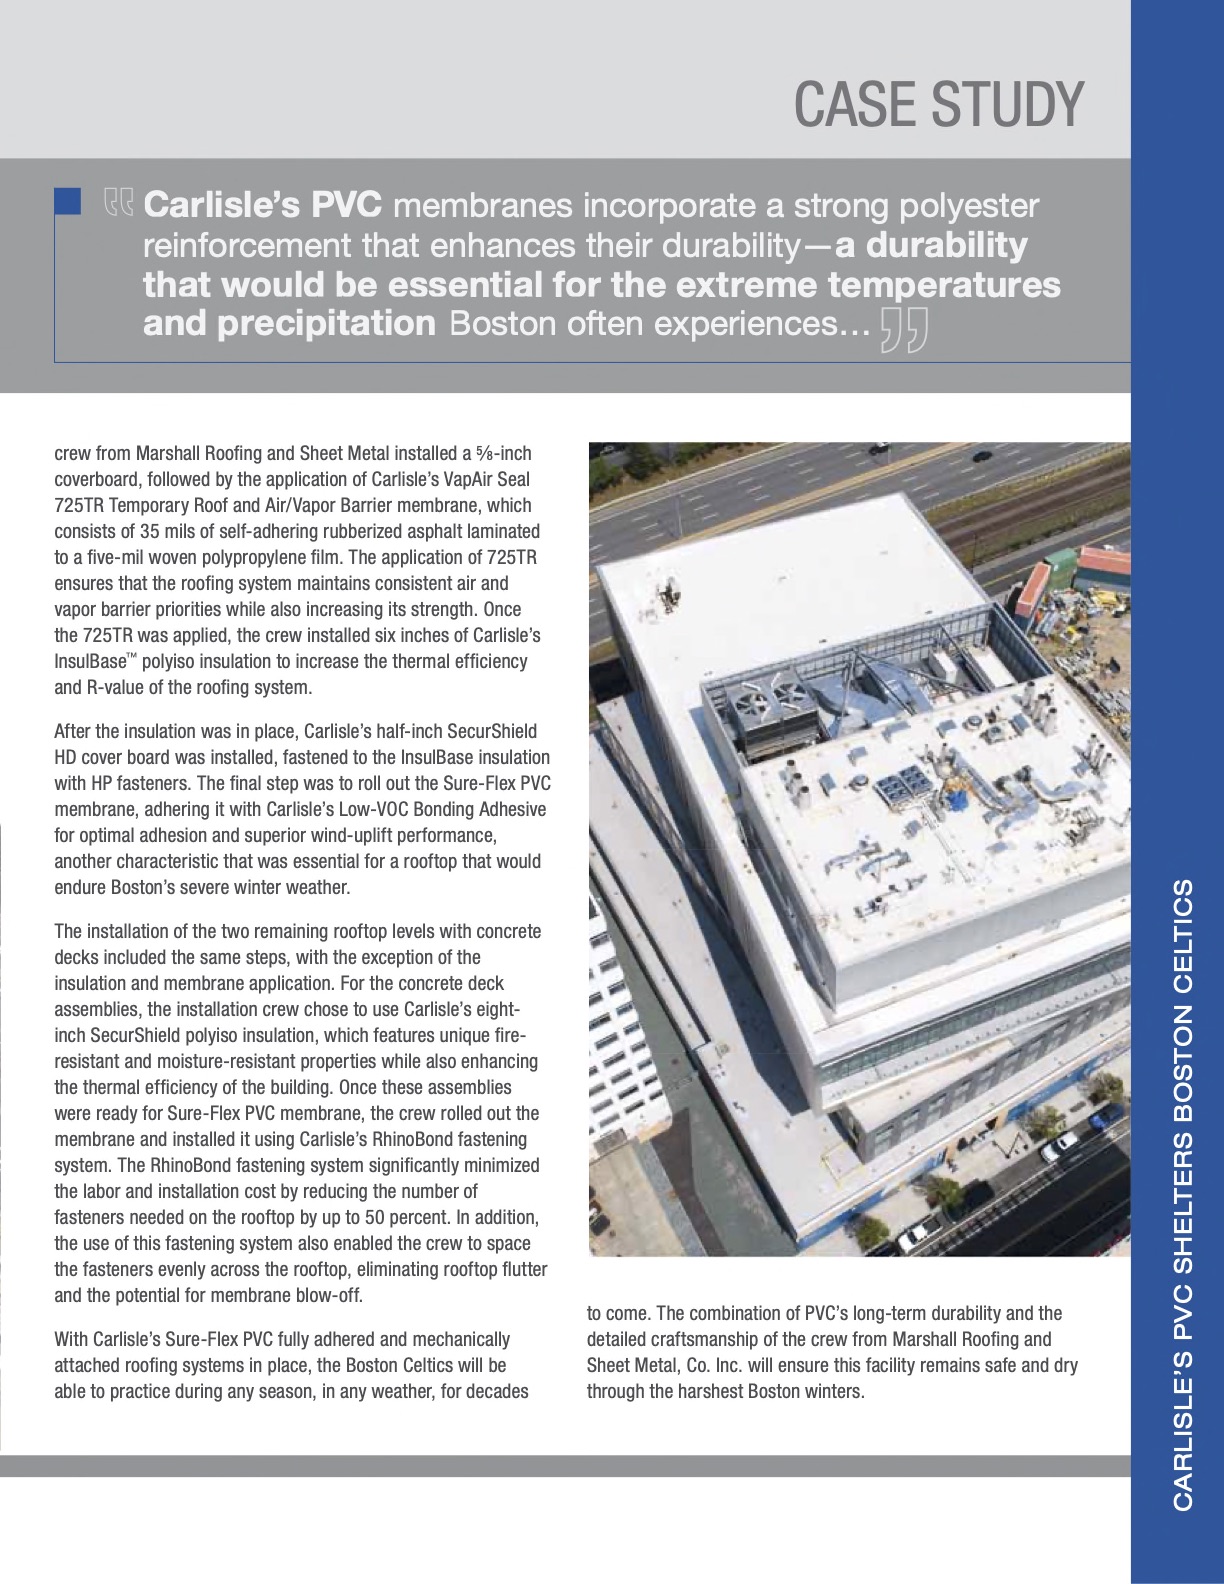 CASE STUDY
“Carlisle’s PVC membranes incorporate a strong polyester
reinforcement that enhances their durability—a durability
that would be essential for the extreme temperatures
and precipitation Boston often experiences…”
crew from Marshall Roofing and Sheet Metal installed a ⅝-inch
coverboard, followed by the application of Carlisle’s VapAir Seal
725TR Temporary Roof and Air/Vapor Barrier membrane, which
consists of 35 mils of self-adhering rubberized asphalt laminated
to a five-mil woven polypropylene film. The application of 725TR
ensures that the roofing system maintains consistent air and
vapor barrier priorities while also increasing its strength. Once
the 725TR was applied, the crew installed six inches of Carlisle’s
InsulBase™ polyiso insulation to increase the thermal efficiency
and R-value of the roofing system.
After the insulation was in place, Carlisle’s half-inch SecurShield
HD cover board was installed, fastened to the InsulBase insulation
with HP fasteners. The final step was to roll out the Sure-Flex PVC
membrane, adhering it with Carlisle’s Low-VOC Bonding Adhesive
for optimal adhesion and superior wind-uplift performance,
another characteristic that was essential for a rooftop that would
endure Boston’s severe winter weather.
The installation of the two remaining rooftop levels with concrete
decks included the same steps, with the exception of the
insulation and membrane application. For the concrete deck
assemblies, the installation crew chose to use Carlisle’s eight-
inch SecurShield polyiso insulation, which features unique fire-
resistant and moisture-resistant properties while also enhancing
the thermal efficiency of the building. Once these assemblies
were ready for Sure-Flex PVC membrane, the crew rolled out the
membrane and installed it using Carlisle’s RhinoBond fastening
system. The RhinoBond fastening system significantly minimized
the labor and installation cost by reducing the number of
fasteners needed on the rooftop by up to 50 percent. In addition,
the use of this fastening system also enabled the crew to space
the fasteners evenly across the rooftop, eliminating rooftop flutter
and the potential for membrane blow-off.
With Carlisle’s Sure-Flex PVC fully adhered and mechanically
attached roofing systems in place, the Boston Celtics will be
able to practice during any season, in any weather, for decades
to come. The combination of PVC’s long-term durability and the
detailed craftsmanship of the crew from Marshall Roofing and
Sheet Metal, Co. Inc. will ensure this facility remains safe and dry
through the harshest Boston winters.
CARLISLE’S PVC SHELTERS BOSTON CELTICS